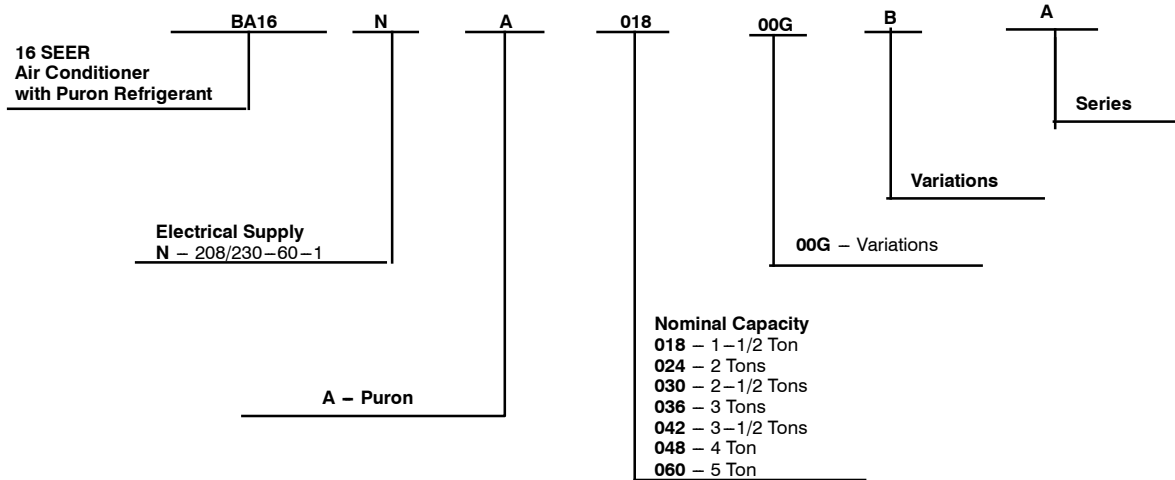 BA16 N A 018 00G B A
16 SEER
Air Conditioner
with Puron Refrigerant
Series
Variations
Electrical Supply
N – 208/230–60–1
00G – Variations
Nominal Capacity
018 – 1–1/2 Ton
024 – 2 Tons
030 – 2–1/2 Tons
036 – 3 Tons
042 – 3–1/2 Tons
048 – 4 Ton
060 – 5 Ton
A – Puron